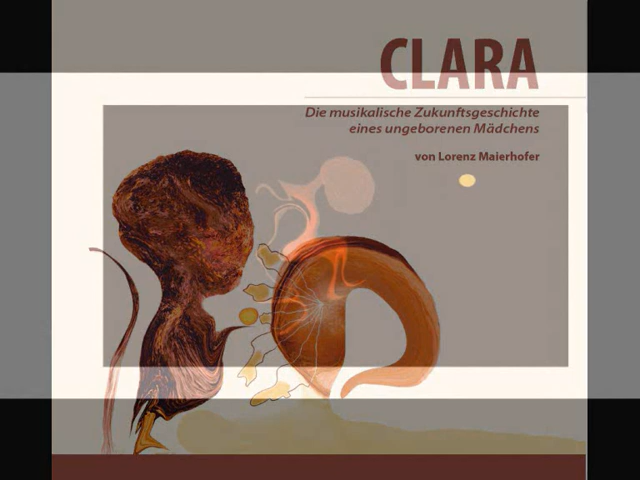 CLARA
Die musikalische Zukunftsgeschichte
eines ungeborenen Mädchens
von Lorenz Maierhofer